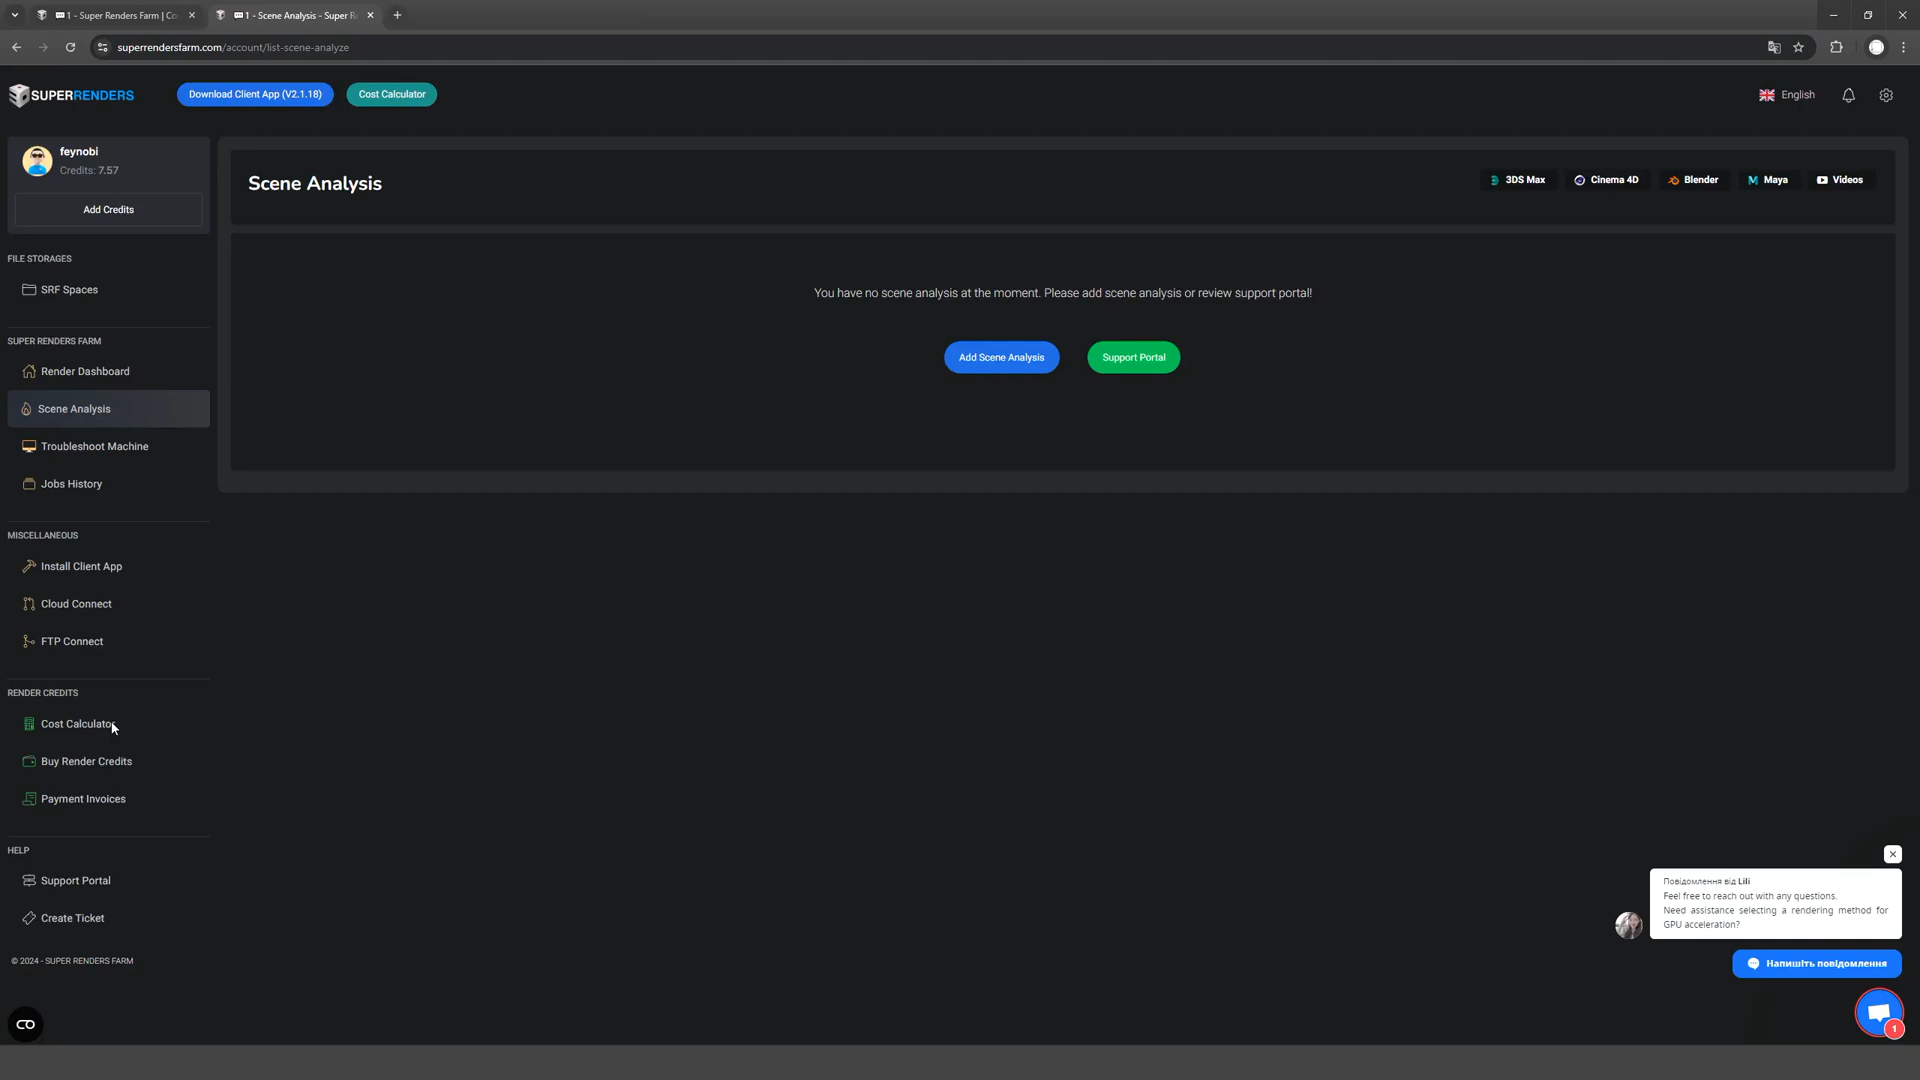 1 - Super Renders Farm | Co
1 - Scene Analysis - Super R
superrendersfarm.com/account/list-scene-analyze
SUPERRENDERS
Download Client App (V2.1.18)
Cost Calculator
English
feynobi
Credits: 7.57
Add Credits
Scene Analysis
3DS Max
Cinema 4D
Blender
Maya
Videos
You have no scene analysis at the moment. Please add scene analysis or review support portal!
Add Scene Analysis
Support Portal
FILE STORAGES
SRF Spaces
SUPER RENDERS FARM
Render Dashboard
Scene Analysis
Troubleshoot Machine
Jobs History
MISCELLANEOUS
Install Client App
Cloud Connect
FTP Connect
RENDER CREDITS
Cost Calculator
Buy Render Credits
Payment Invoices
HELP
Support Portal
Create Ticket
© 2024 - SUPER RENDERS FARM
Повідомлення від Lili
Feel free to reach out with any questions.
Need assistance selecting a rendering method for
GPU acceleration?
Напишіть повідомлення
1